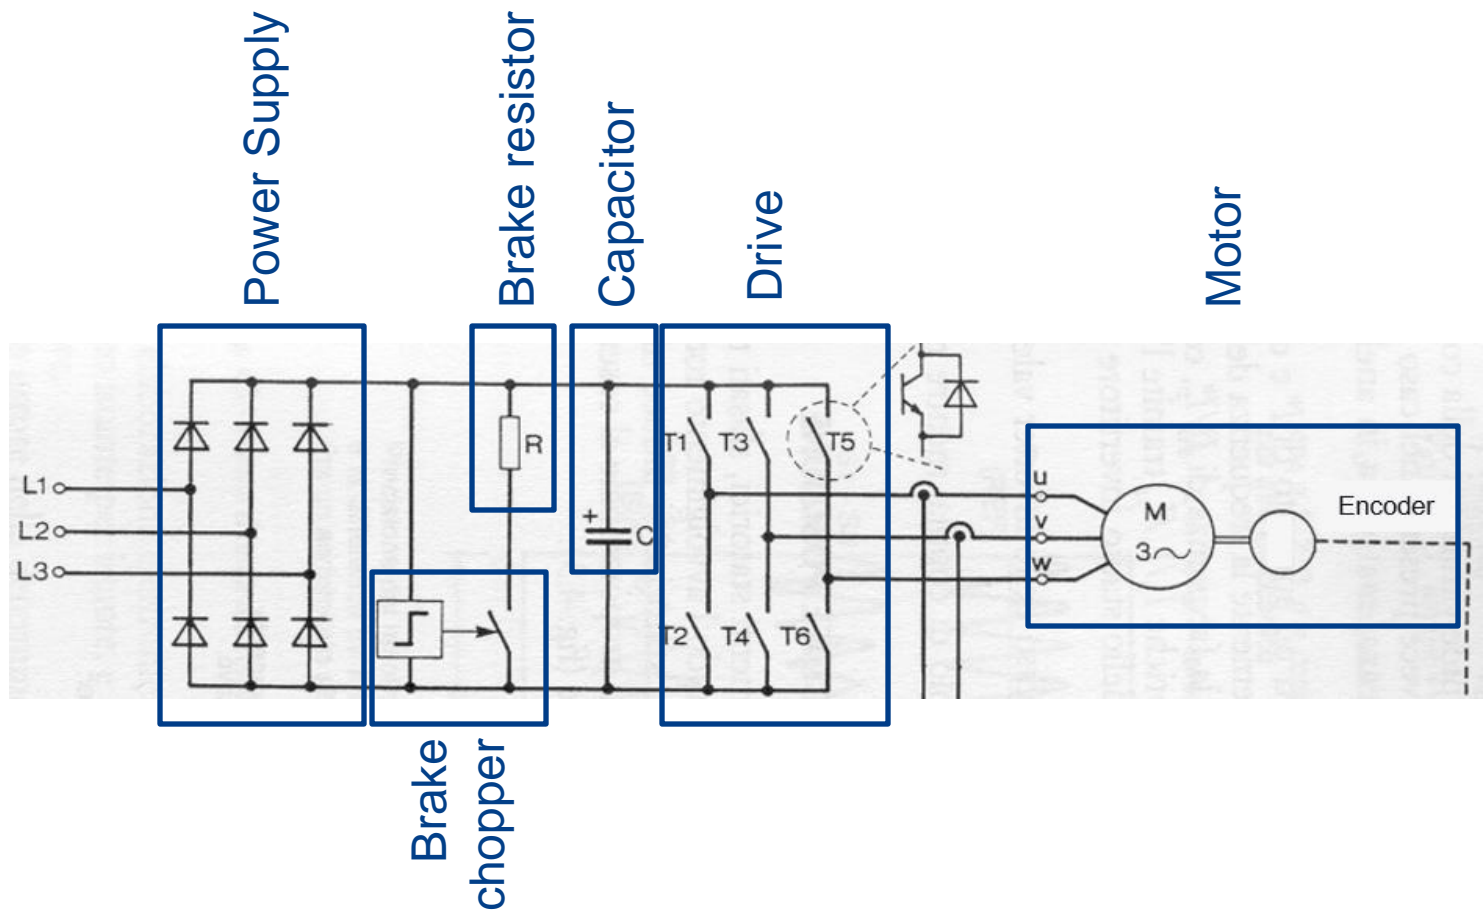 Power Supply
Brake resistor
Capacitor
Drive
Motor
L1
L2
L3
R
+
C
T1
T3
T5
T2
T4
T6
u
v
w
M
3~
Encoder
Brake
chopper